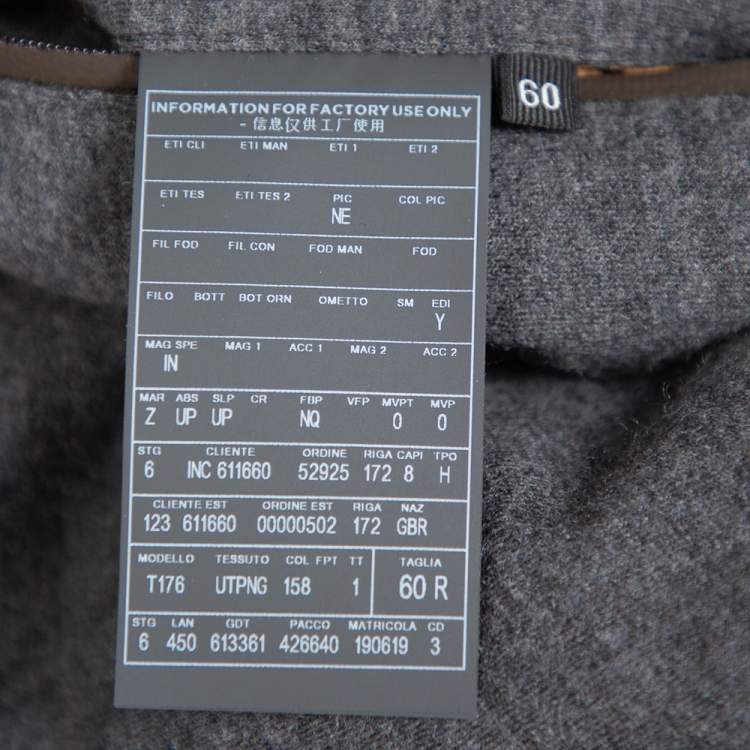 60
INFORMATION FOR FACTORY USE ONLY
- 信息仅供工厂使用
ETI CLI ETI MAN ETI 1 ETI 2
ETI TES ETI TES 2 PIC COL PIC
NE
FIL FOD FIL CON FOD MAN FOD
FILO BOTT BOT ORN OMETTO SM EDI
Y
MAG SPE MAG 1 ACC 1 MAG 2 ACC 2
IN
MAR ABS SLP CR FBP VFP MVPT MVP
Z UP UP NQ 0 0
STG CLIENTE ORDINE RIGA CAPI TPO
6 INC 611660 52925 172 8 H
CLIENTE EST ORDINE EST RIGA NAZ
123 611660 00000502 172 GBR
MODELLO TESSUTO COL FPT TT TAGLIA
T176 UTPNG 158 1 60 R
STG LAN GDT PACCO MATRICOLA CD
6 450 613361 426640 190619 3